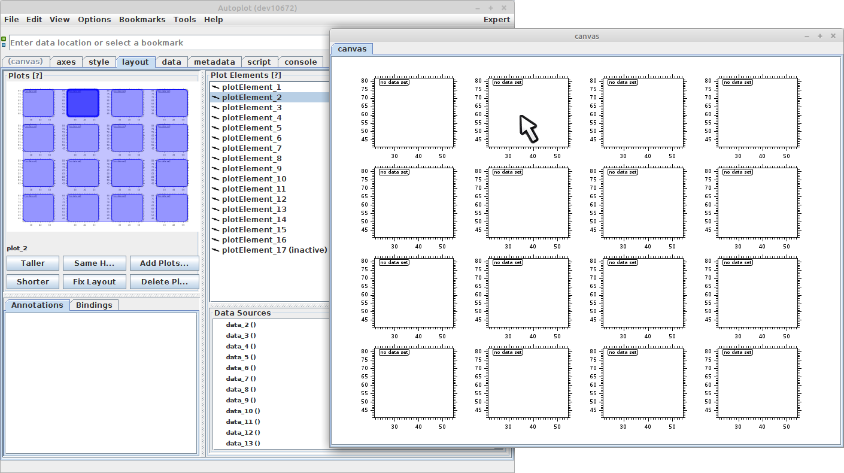 Autoplot (dev10672)
File Edit View Options Bookmarks Tools Help Expert
Enter data location or select a bookmark
(canvas) axes style layout data metadata script console
Plots [?]
plot_2
Taller Same H... Add Plots...
Shorter Fix Layout Delete Pl...
Annotations Bindings
Plot Elements [?]
plotElement_1
plotElement_2
plotElement_3
plotElement_4
plotElement_5
plotElement_6
plotElement_7
plotElement_8
plotElement_9
plotElement_10
plotElement_11
plotElement_12
plotElement_13
plotElement_14
plotElement_15
plotElement_16
plotElement_17 (inactive)
Data Sources
data_2 ()
data_3 ()
data_4 ()
data_5 ()
data_6 ()
data_7 ()
data_8 ()
data_9 ()
data_10 ()
data_11 ()
data_12 ()
data_13 ()
canvas
canvas
no data set no data set no data set no data set
80 80 80 80
75 75 75 75
70 70 70 70
65 65 65 65
60 60 60 60
55 55 55 55
50 50 50 50
45 45 45 45
30 40 50 30 40 50 30 40 50 30 40 50
no data set no data set no data set no data set
80 80 80 80
75 75 75 75
70 70 70 70
65 65 65 65
60 60 60 60
55 55 55 55
50 50 50 50
45 45 45 45
30 40 50 30 40 50 30 40 50 30 40 50
no data set no data set no data set no data set
80 80 80 80
75 75 75 75
70 70 70 70
65 65 65 65
60 60 60 60
55 55 55 55
50 50 50 50
45 45 45 45
30 40 50 30 40 50 30 40 50 30 40 50
no data set no data set no data set no data set
80 80 80 80
75 75 75 75
70 70 70 70
65 65 65 65
60 60 60 60
55 55 55 55
50 50 50 50
45 45 45 45
30 40 50 30 40 50 30 40 50 30 40 50